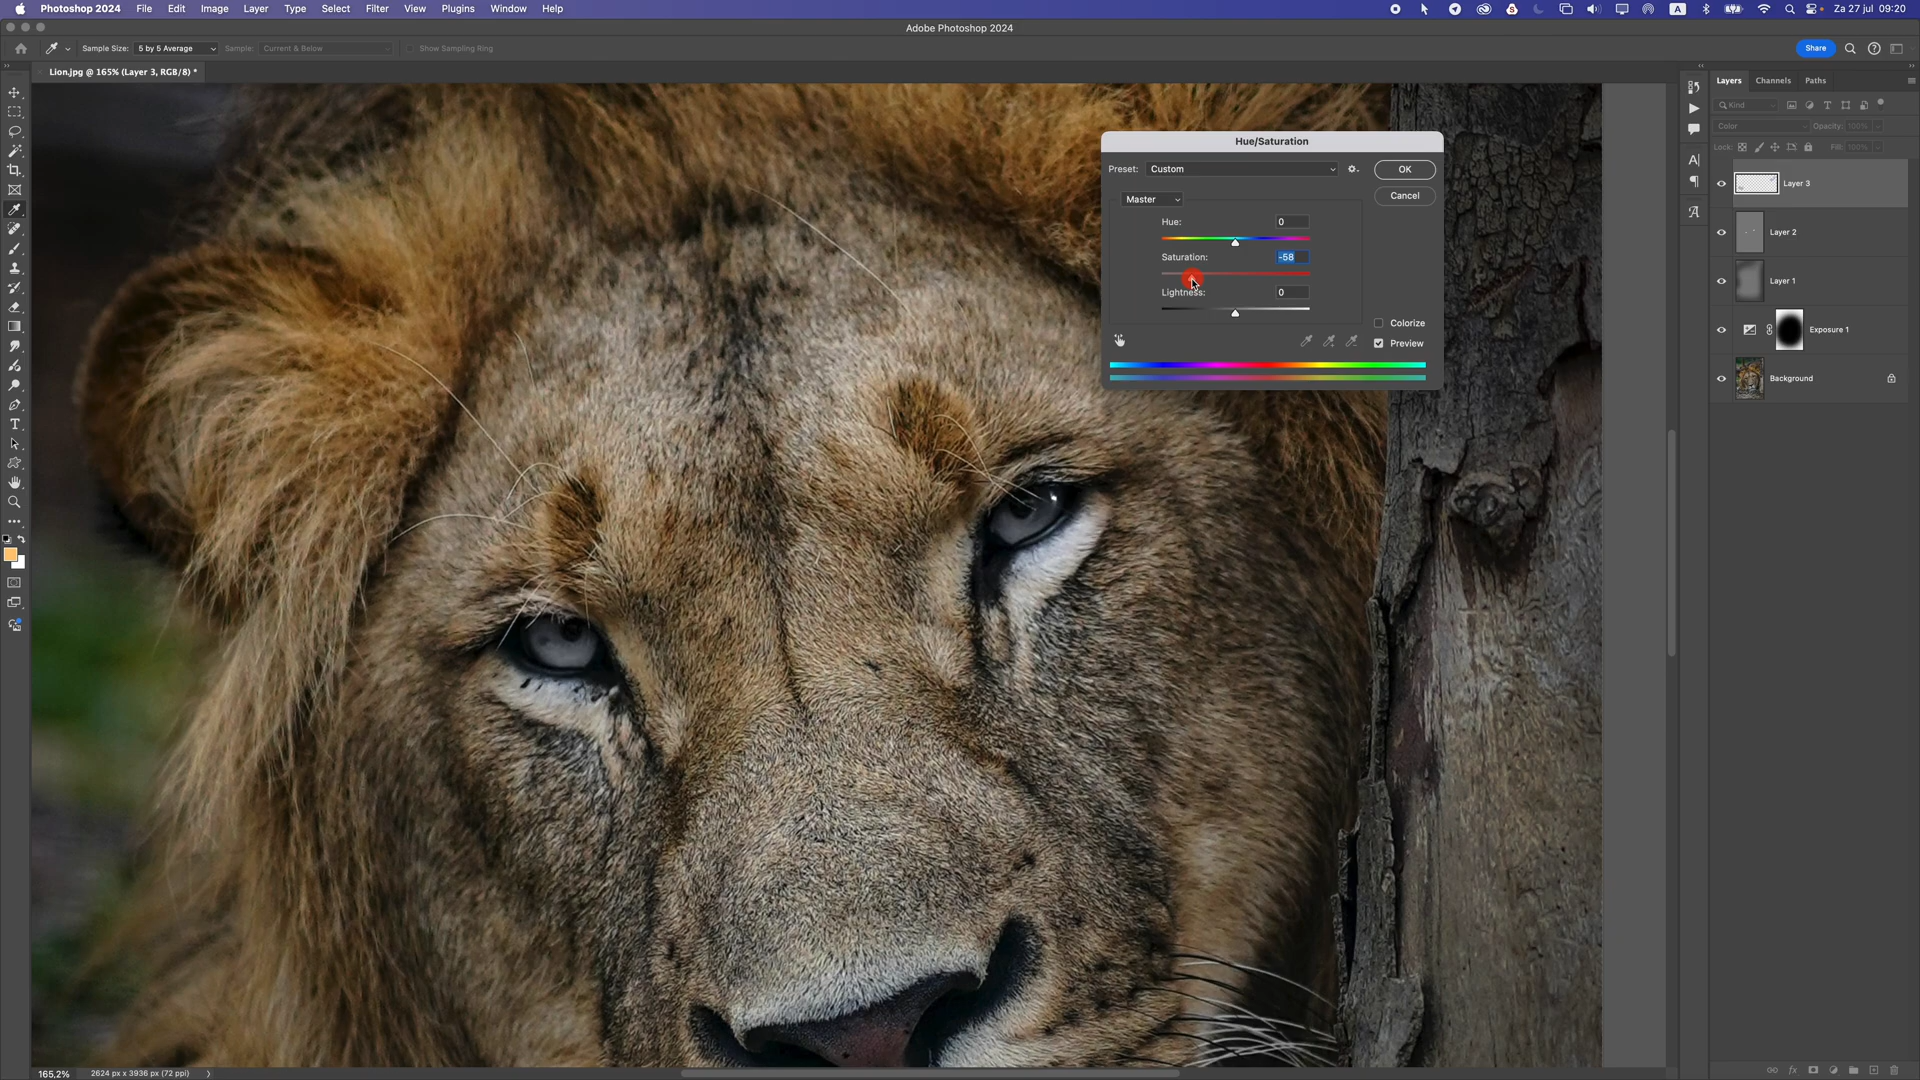 Photoshop 2024 File Edit Image Layer Type Select Filter View Plugins Window Help A Za 27 jul 09:20
Adobe Photoshop 2024
Sample Size: 5 by 5 Average Sample: Current & Below Show Sampling Ring Share
Lion.jpg @ 165% (Layer 3, RGB/8) *
Layers Channels Paths
Kind
Color Opacity: 100%
Lock: Fill: 100%
Layer 3
Layer 2
Layer 1
Exposure 1
Background
Hue/Saturation
Preset: Custom OK
Cancel
Master
Hue: 0
Saturation: -58
Lightness: 0
Colorize
Preview
165,2% 2624 px x 3936 px (72 ppi)